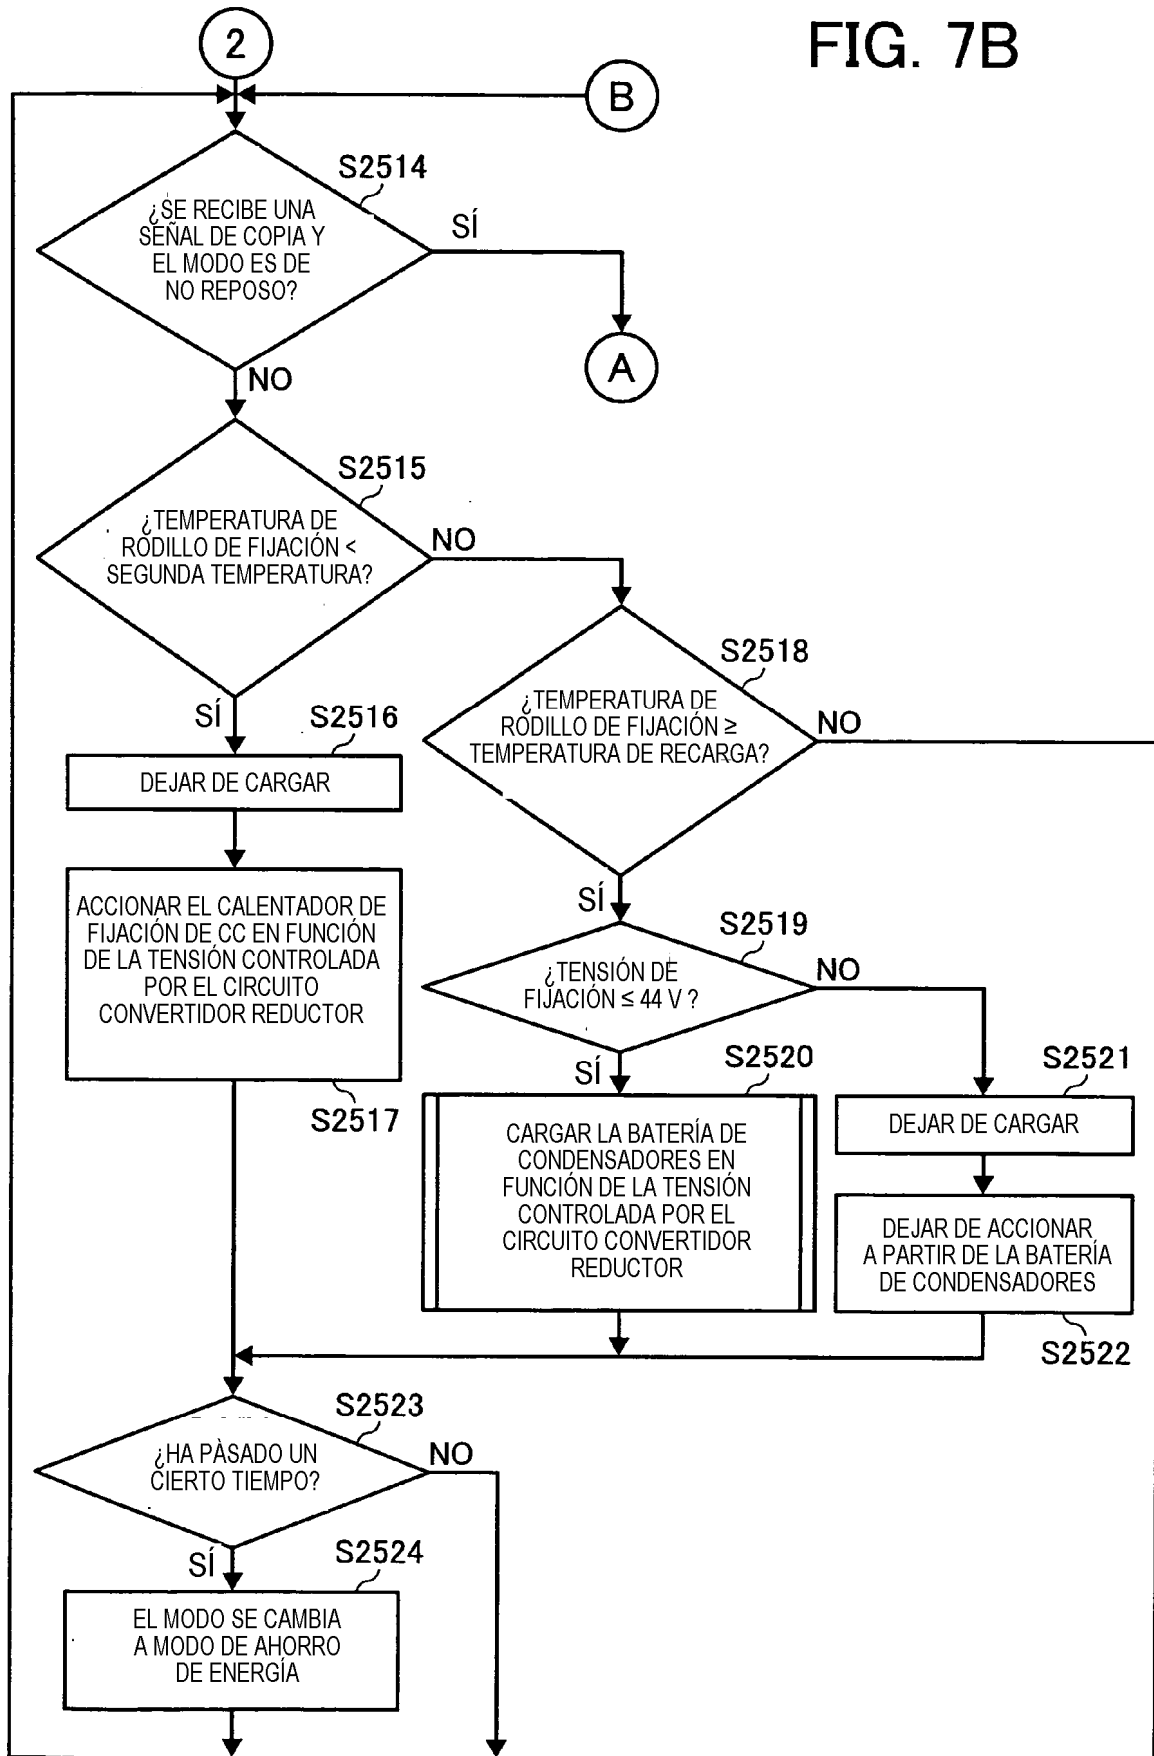 FIG. 7B
2
B
S2514
¿SE RECIBE UNA
SEÑAL DE COPIA Y
EL MODO ES DE
NO REPOSO?
SÍ
A
NO
S2515
¿TEMPERATURA DE
RODILLO DE FIJACIÓN <
SEGUNDA TEMPERATURA?
NO
SÍ
S2516
DEJAR DE CARGAR
S2518
¿TEMPERATURA DE
RODILLO DE FIJACIÓN ≥
TEMPERATURA DE RECARGA?
NO
ACCIONAR EL CALENTADOR DE
FIJACIÓN DE CC EN FUNCIÓN
DE LA TENSIÓN CONTROLADA
POR EL CIRCUITO
CONVERTIDOR REDUCTOR
S2517
SÍ
S2519
¿TENSIÓN DE
FIJACIÓN ≤ 44 V ?
NO
SÍ
S2520
CARGAR LA BATERÍA DE
CONDENSADORES EN
FUNCIÓN DE LA TENSIÓN
CONTROLADA POR EL
CIRCUITO CONVERTIDOR
REDUCTOR
S2521
DEJAR DE CARGAR
DEJAR DE ACCIONAR
A PARTIR DE LA BATERÍA
DE CONDENSADORES
S2522
S2523
¿HA PÀSADO UN
CIERTO TIEMPO?
NO
SÍ
S2524
EL MODO SE CAMBIA
A MODO DE AHORRO
DE ENERGÍA